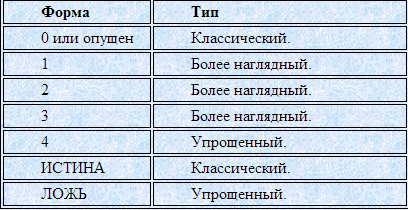 Форма Тип
0 или опущен Классический.
1 Более наглядный.
2 Более наглядный.
3 Более наглядный.
4 Упрощенный.
ИСТИНА Классический.
ЛОЖЬ Упрощенный.